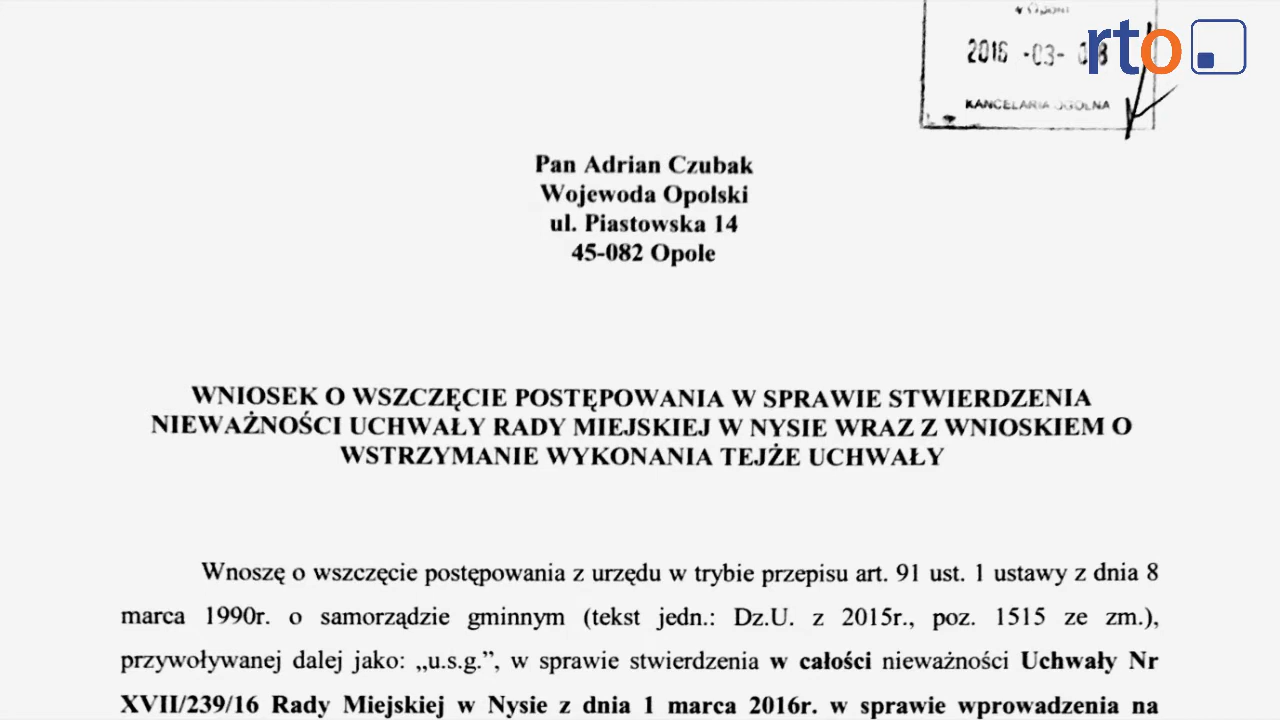 w Opolu
2016 -03- 08
rto
KANCELARIA OGÓLNA
Pan Adrian Czubak
Wojewoda Opolski
ul. Piastowska 14
45-082 Opole
WNIOSEK O WSZCZĘCIE POSTĘPOWANIA W SPRAWIE STWIERDZENIA
NIEWAŻNOŚCI UCHWAŁY RADY MIEJSKIEJ W NYSIE WRAZ Z WNIOSKIEM O
WSTRZYMANIE WYKONANIA TEJŻE UCHWAŁY
Wnoszę o wszczęcie postępowania z urzędu w trybie przepisu art. 91 ust. 1 ustawy z dnia 8
marca 1990r. o samorządzie gminnym (tekst jedn.: Dz.U. z 2015r., poz. 1515 ze zm.),
przywoływanej dalej jako: „u.s.g.”, w sprawie stwierdzenia w całości nieważności Uchwały Nr
XVII/239/16 Rady Miejskiej w Nysie z dnia 1 marca 2016r. w sprawie wprowadzenia na